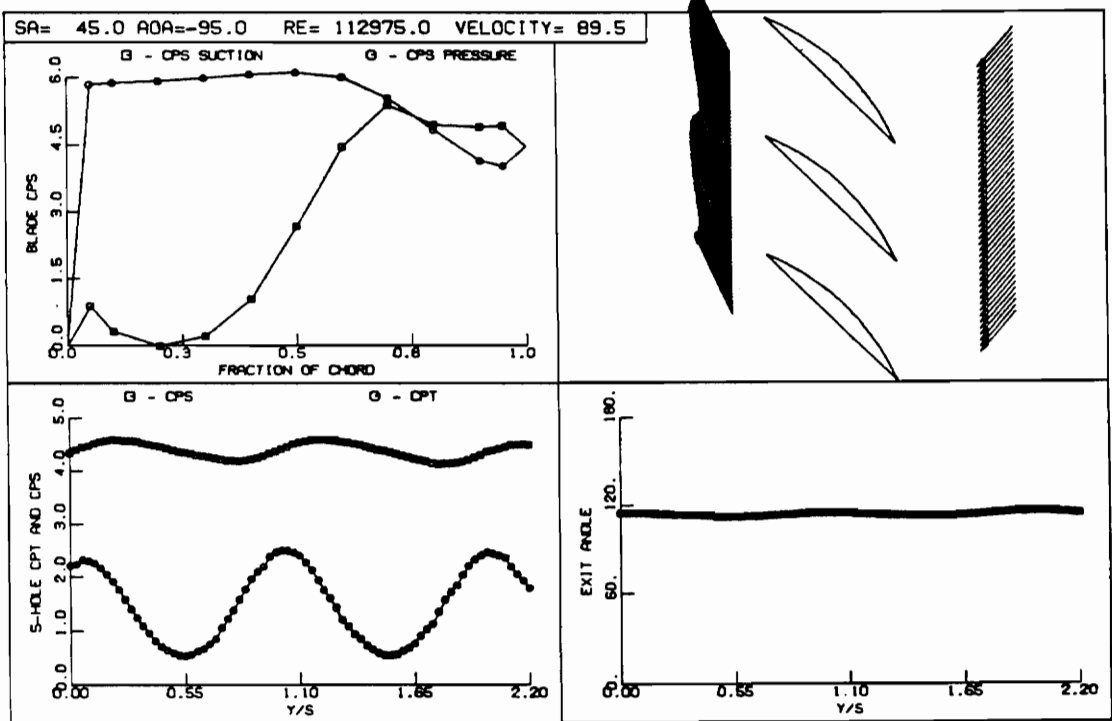 SA= 45.0 AOA=-95.0 RE= 112975.0 VELOCITY= 89.5
G - CPS SUCTION G - CPS PRESSURE
BLADE CPS
6.0
4.5
3.0
1.5
0.0
0.0 0.3 0.5 0.8 1.0
FRACTION OF CHORD
G - CPS G - CPT
5-HOLE CPT AND CPS
5.0
4.0
3.0
2.0
1.0
0.0
0.00 0.55 1.10 1.65 2.20
Y/S
EXIT ANGLE
180.
120.
60.
0.
0.00 0.55 1.10 1.65 2.20
Y/S